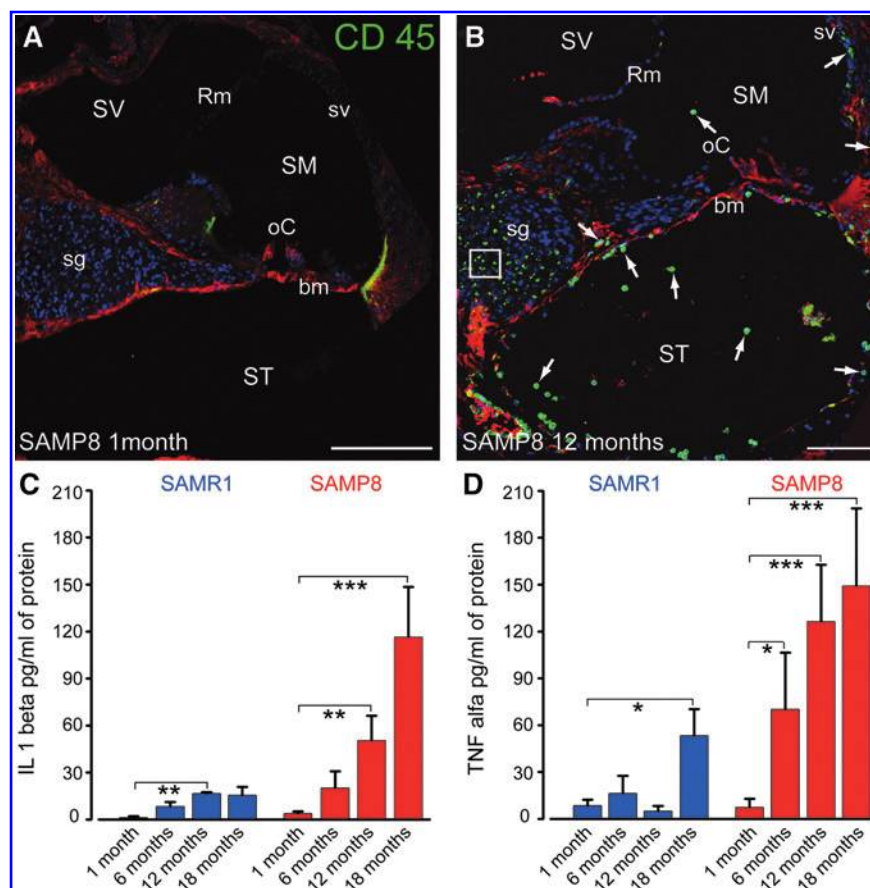 A
CD 45
SV
Rm
sv
SM
oC
sg
bm
ST
SAMP8 1month
B
sv
SV
Rm
SM
oC
bm
sg
ST
SAMP8 12 months
C
SAMR1 SAMP8
IL 1 beta pg/ml of protein
210
180
150
120
90
60
30
0
**
**
***
1 month
6 months
12 months
18 months
1 month
6 months
12 months
18 months
D
SAMR1 SAMP8
TNF alfa pg/ml of protein
210
180
150
120
90
60
30
0
*
*
***
***
1 month
6 months
12 months
18 months
1 month
6 months
12 months
18 months